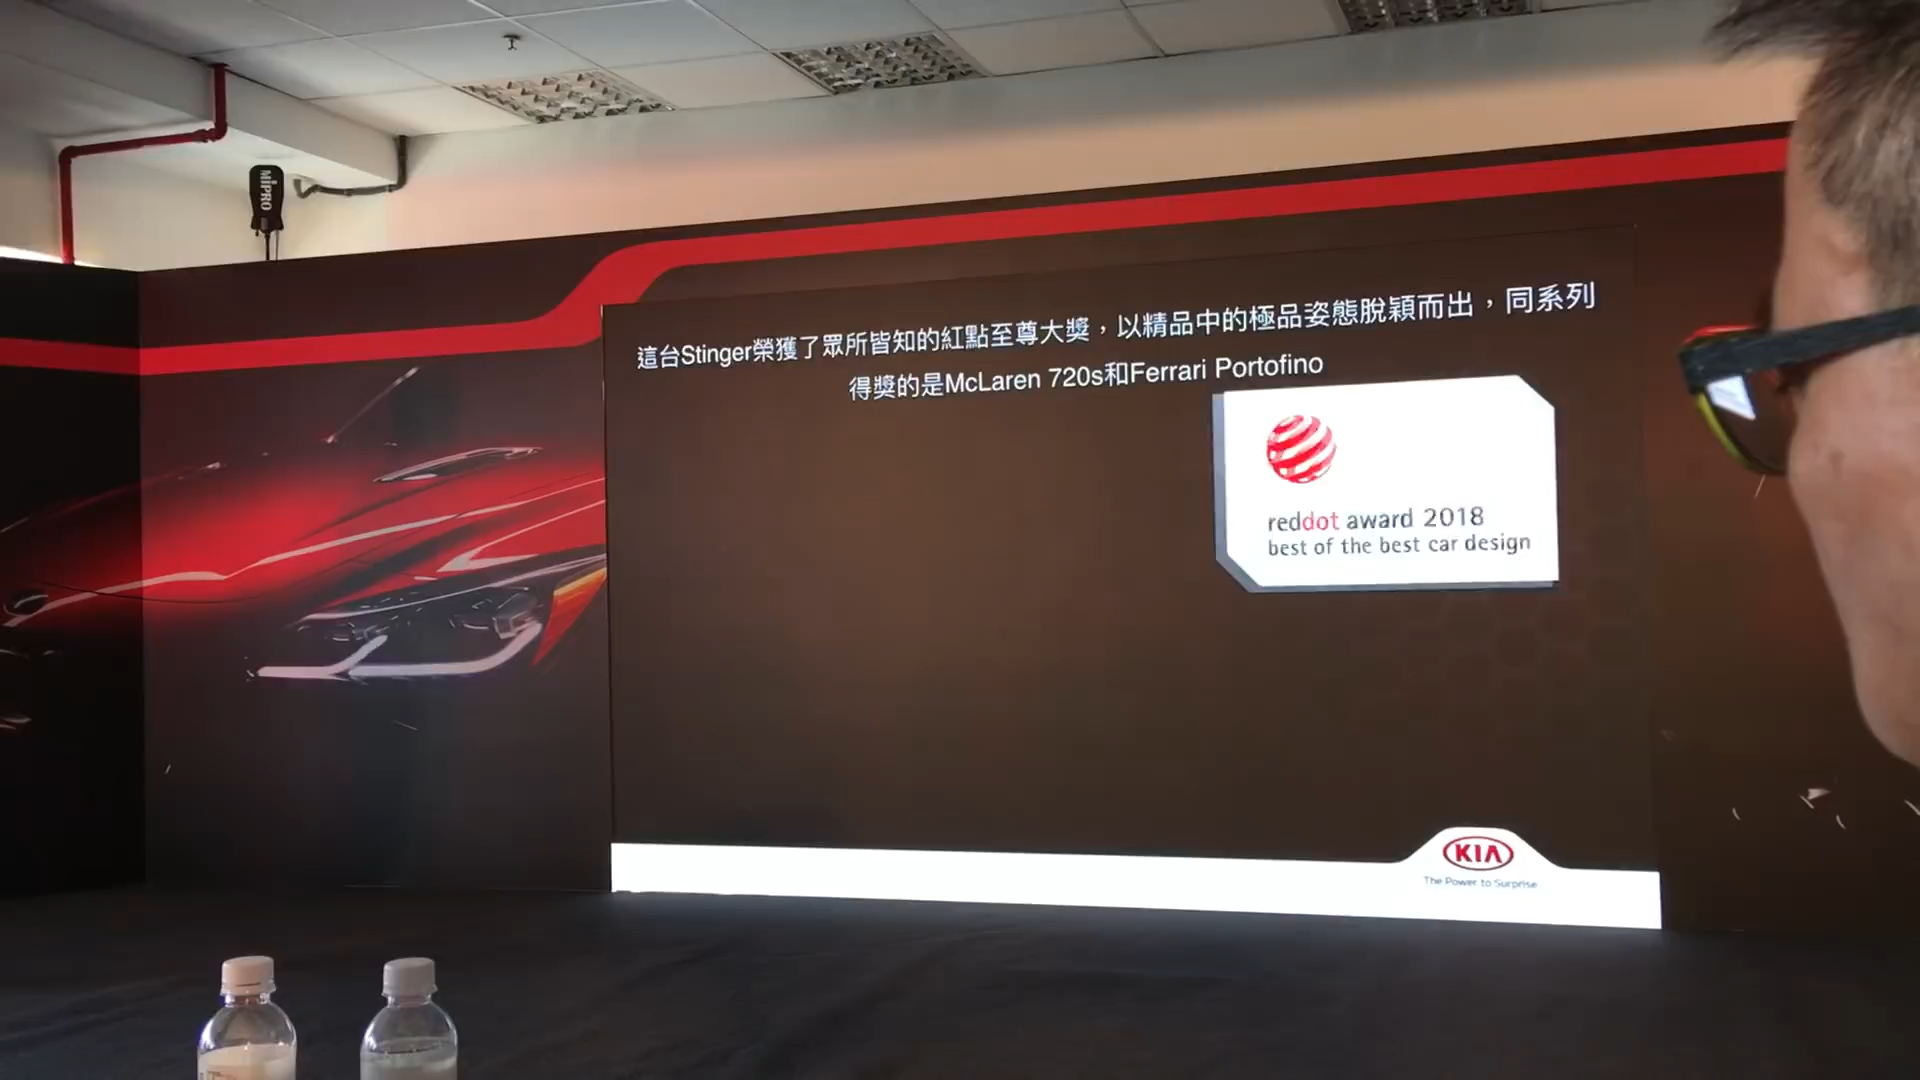 MiPRO
這台Stinger榮獲了眾所皆知的紅點至尊大獎，以精品中的極品姿態脫穎而出，同系列
得獎的是McLaren 720s和Ferrari Portofino
reddot award 2018
best of the best car design
KIA
The Power to Surprise